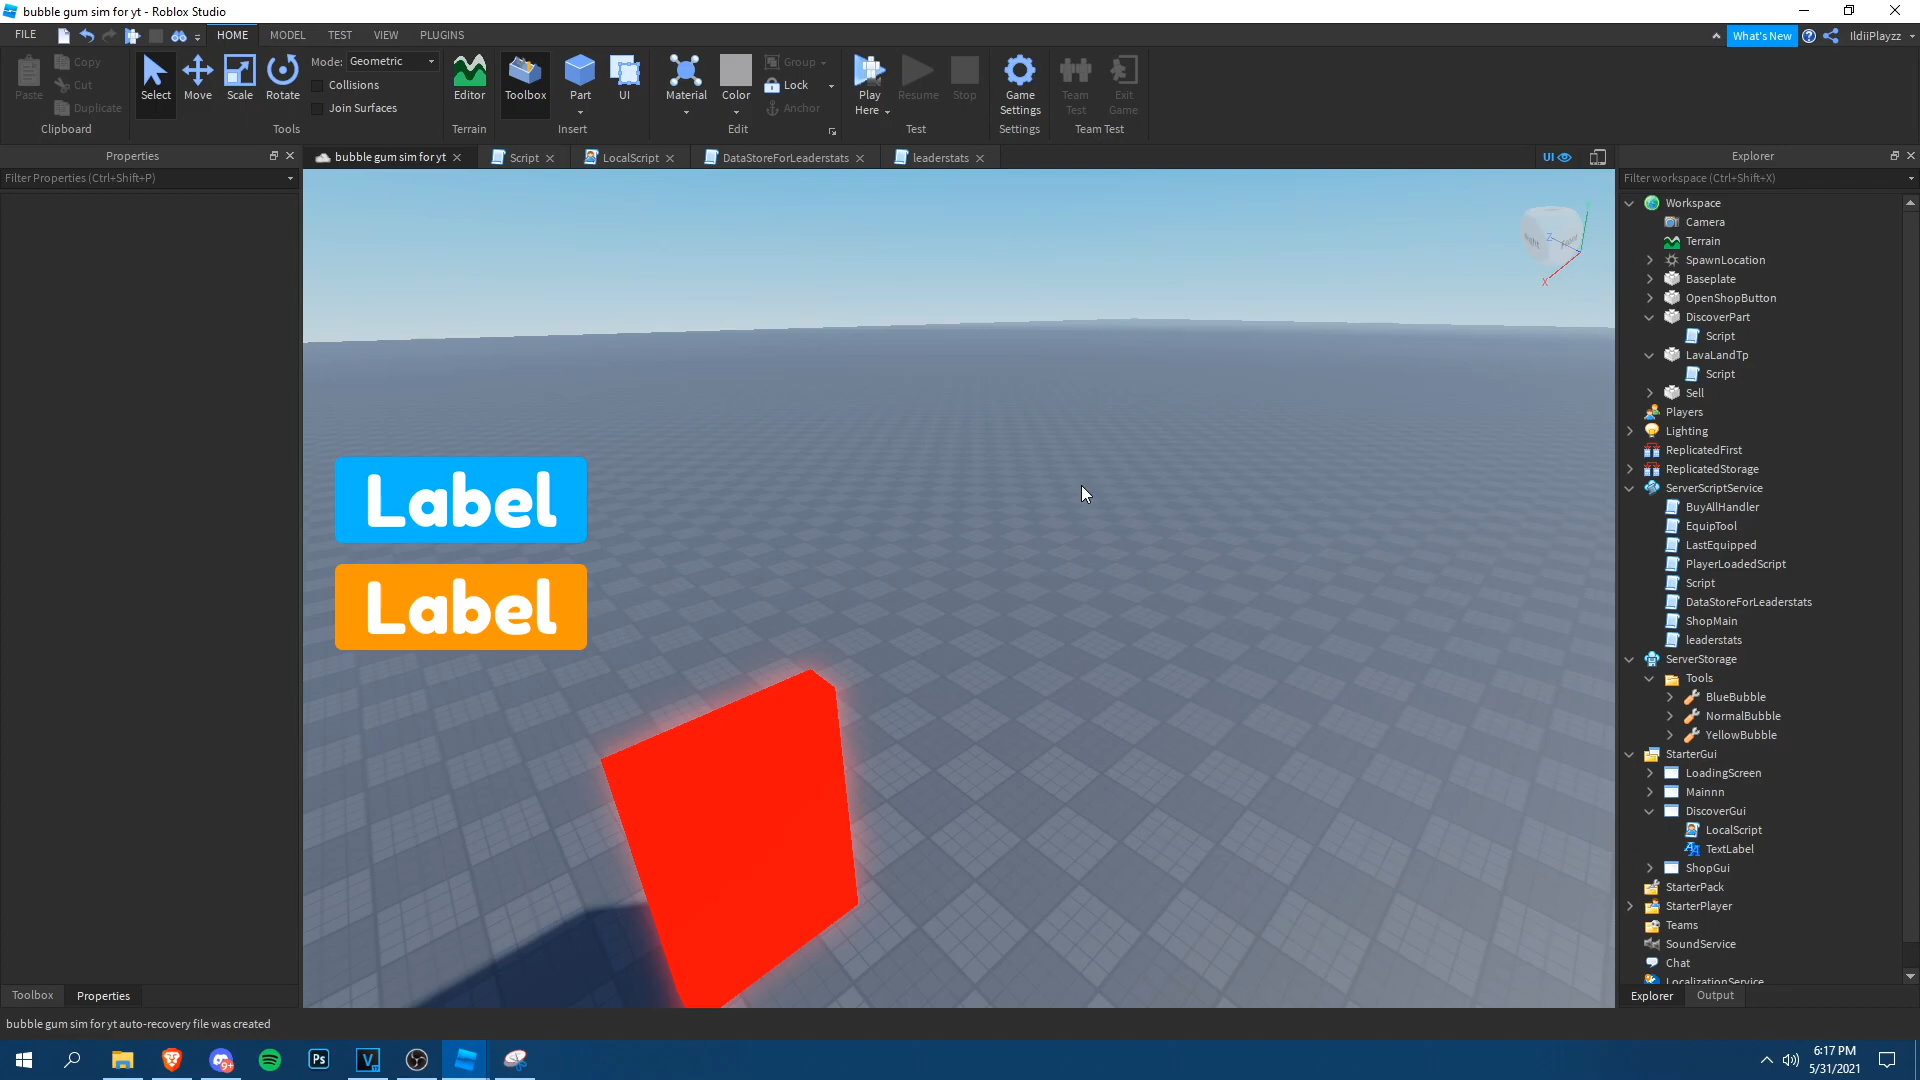 bubble gum sim for yt - Roblox Studio
FILE
HOME
MODEL
TEST
VIEW
PLUGINS
What's New
IldiiPlayzz
Paste
Copy
Cut
Duplicate
Clipboard
Select
Move
Scale
Rotate
Mode: Geometric
Collisions
Join Surfaces
Tools
Editor
Terrain
Toolbox
Part
UI
Insert
Material
Color
Group
Lock
Anchor
Edit
Play
Here
Resume
Stop
Test
Game
Settings
Settings
Team
Test
Exit
Game
Team Test
Properties
Filter Properties (Ctrl+Shift+P)
bubble gum sim for yt
Script
LocalScript
DataStoreForLeaderstats
leaderstats
UI
Label
Label
Right
Front
Z
X
Explorer
Filter workspace (Ctrl+Shift+X)
Workspace
Camera
Terrain
SpawnLocation
Baseplate
OpenShopButton
DiscoverPart
Script
LavaLandTp
Script
Sell
Players
Lighting
ReplicatedFirst
ReplicatedStorage
ServerScriptService
BuyAllHandler
EquipTool
LastEquipped
PlayerLoadedScript
Script
DataStoreForLeaderstats
ShopMain
leaderstats
ServerStorage
Tools
BlueBubble
NormalBubble
YellowBubble
StarterGui
LoadingScreen
Mainnn
DiscoverGui
LocalScript
TextLabel
ShopGui
StarterPack
StarterPlayer
Teams
SoundService
Chat
LocalizationService
Toolbox
Properties
Explorer
Output
bubble gum sim for yt auto-recovery file was created
9+
Ps
V
6:17 PM
5/31/2021